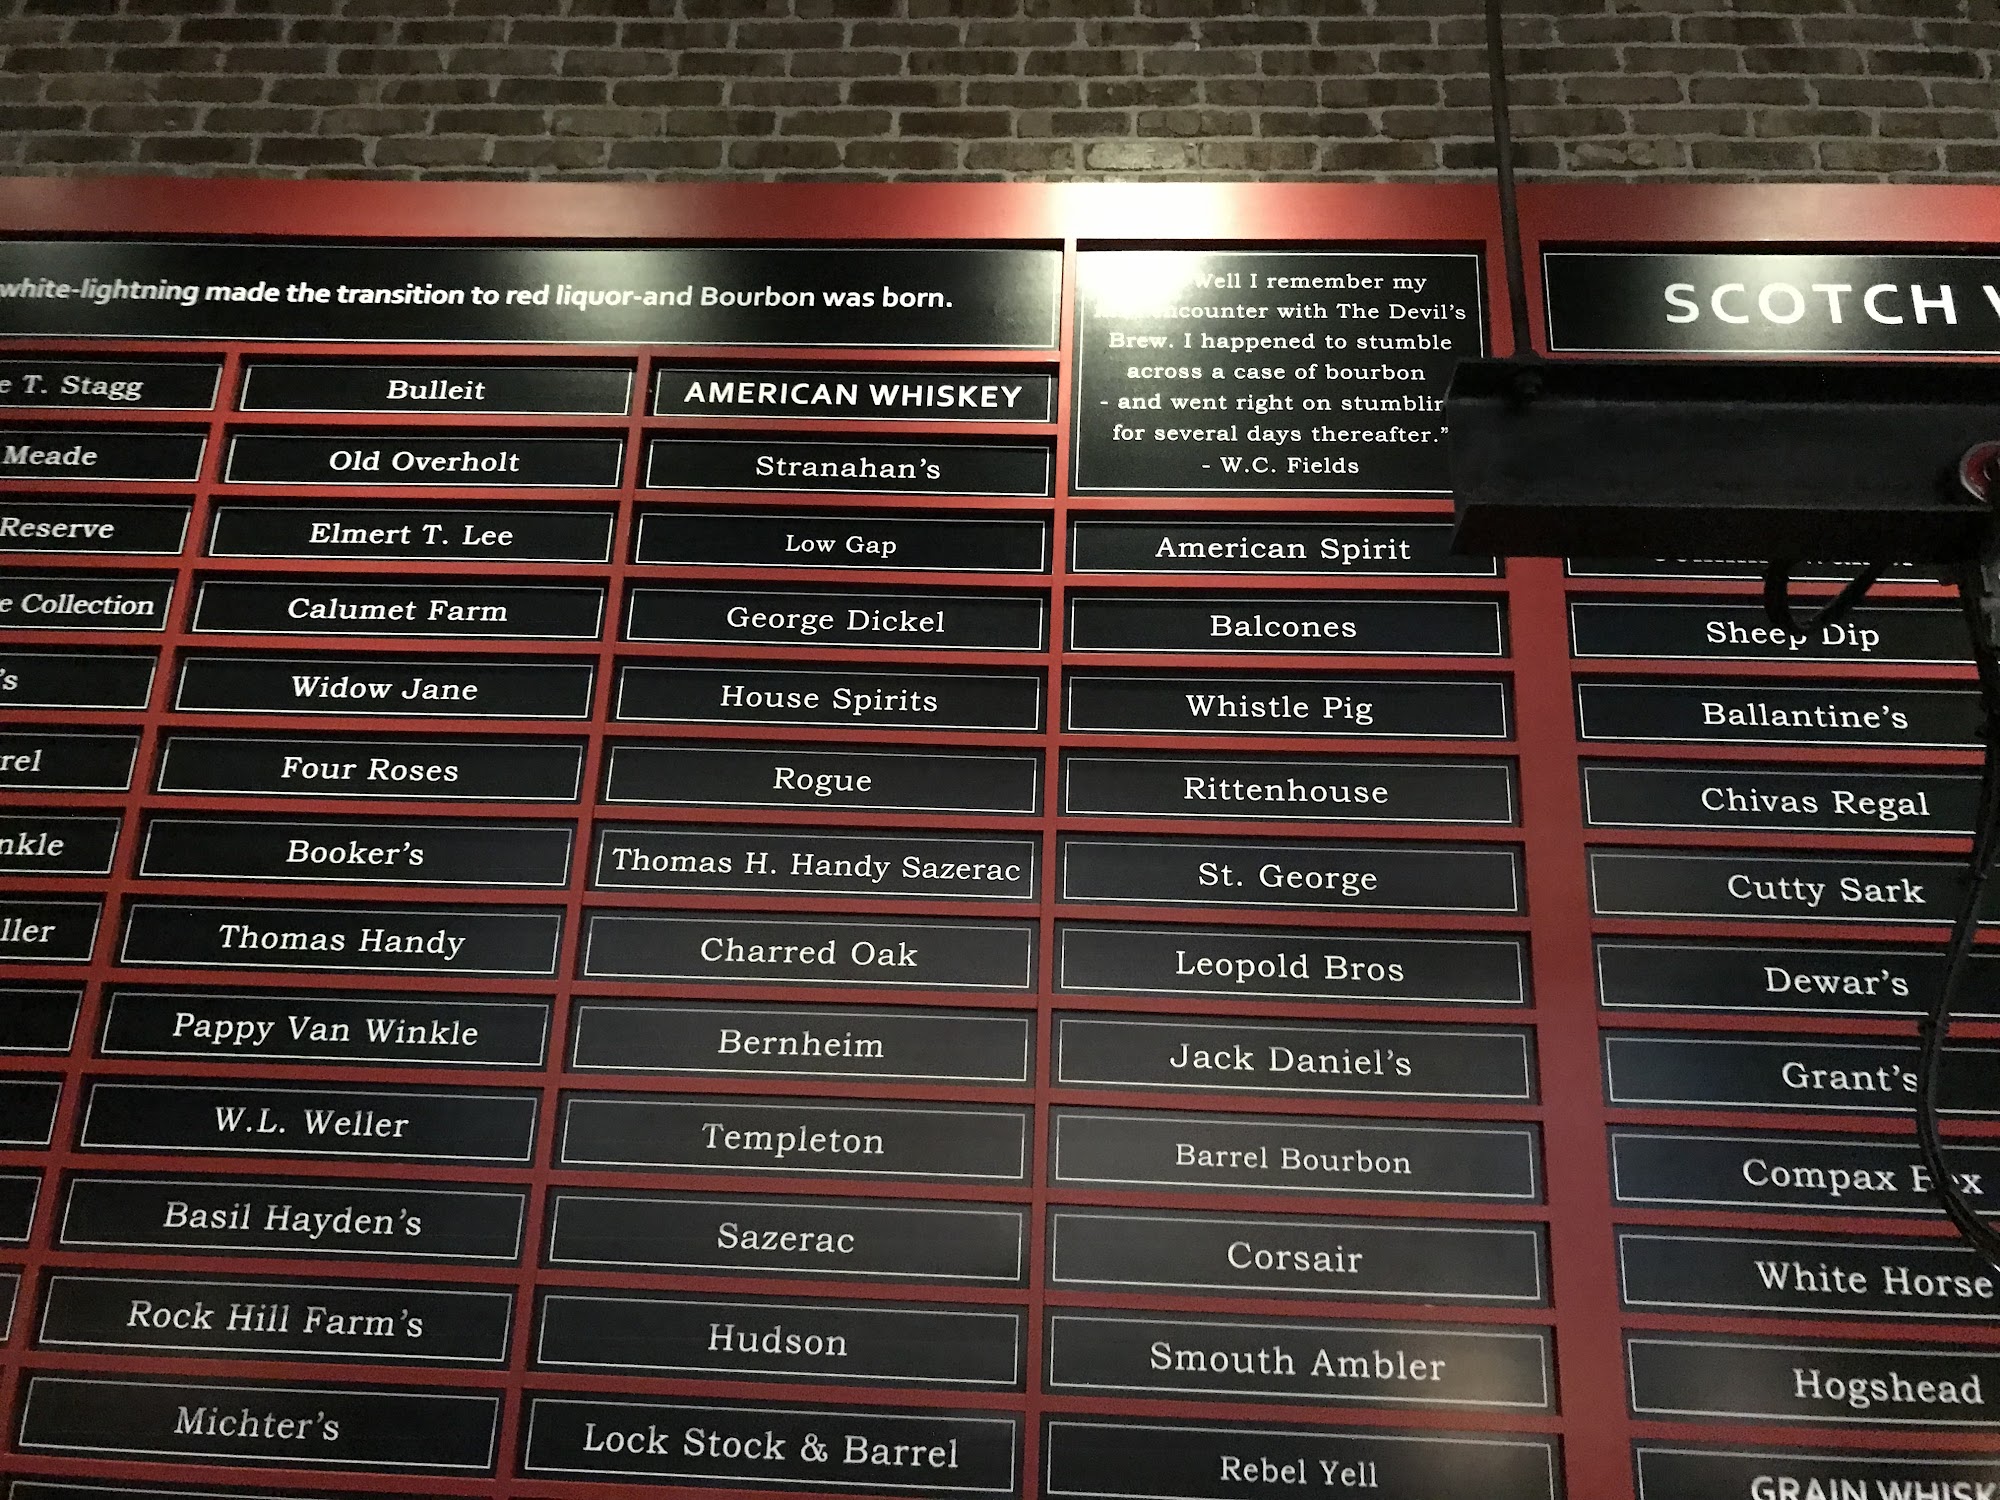 white-lightning made the transition to red liquor-and Bourbon was born.
T. Stagg
Meade
Reserve
Collection
Bulleit
Old Overholt
Elmert T. Lee
Calumet Farm
Widow Jane
Four Roses
Booker's
Thomas Handy
Pappy Van Winkle
W.L. Weller
Basil Hayden's
Rock Hill Farm's
Michter's
AMERICAN WHISKEY
Stranahan's
Low Gap
George Dickel
House Spirits
Rogue
Thomas H. Handy Sazerac
Charred Oak
Bernheim
Templeton
Sazerac
Hudson
Lock Stock & Barrel
Well I remember my
encounter with The Devil's
Brew. I happened to stumble
across a case of bourbon
- and went right on stumblin
for several days thereafter."
- W.C. Fields
American Spirit
Balcones
Whistle Pig
Rittenhouse
St. George
Leopold Bros
Jack Daniel's
Barrel Bourbon
Corsair
Smouth Ambler
Rebel Yell
SCOTCH
Sheep Dip
Ballantine's
Chivas Regal
Cutty Sark
Dewar's
Grant's
Compax
White Horse
Hogshead
GRAIN